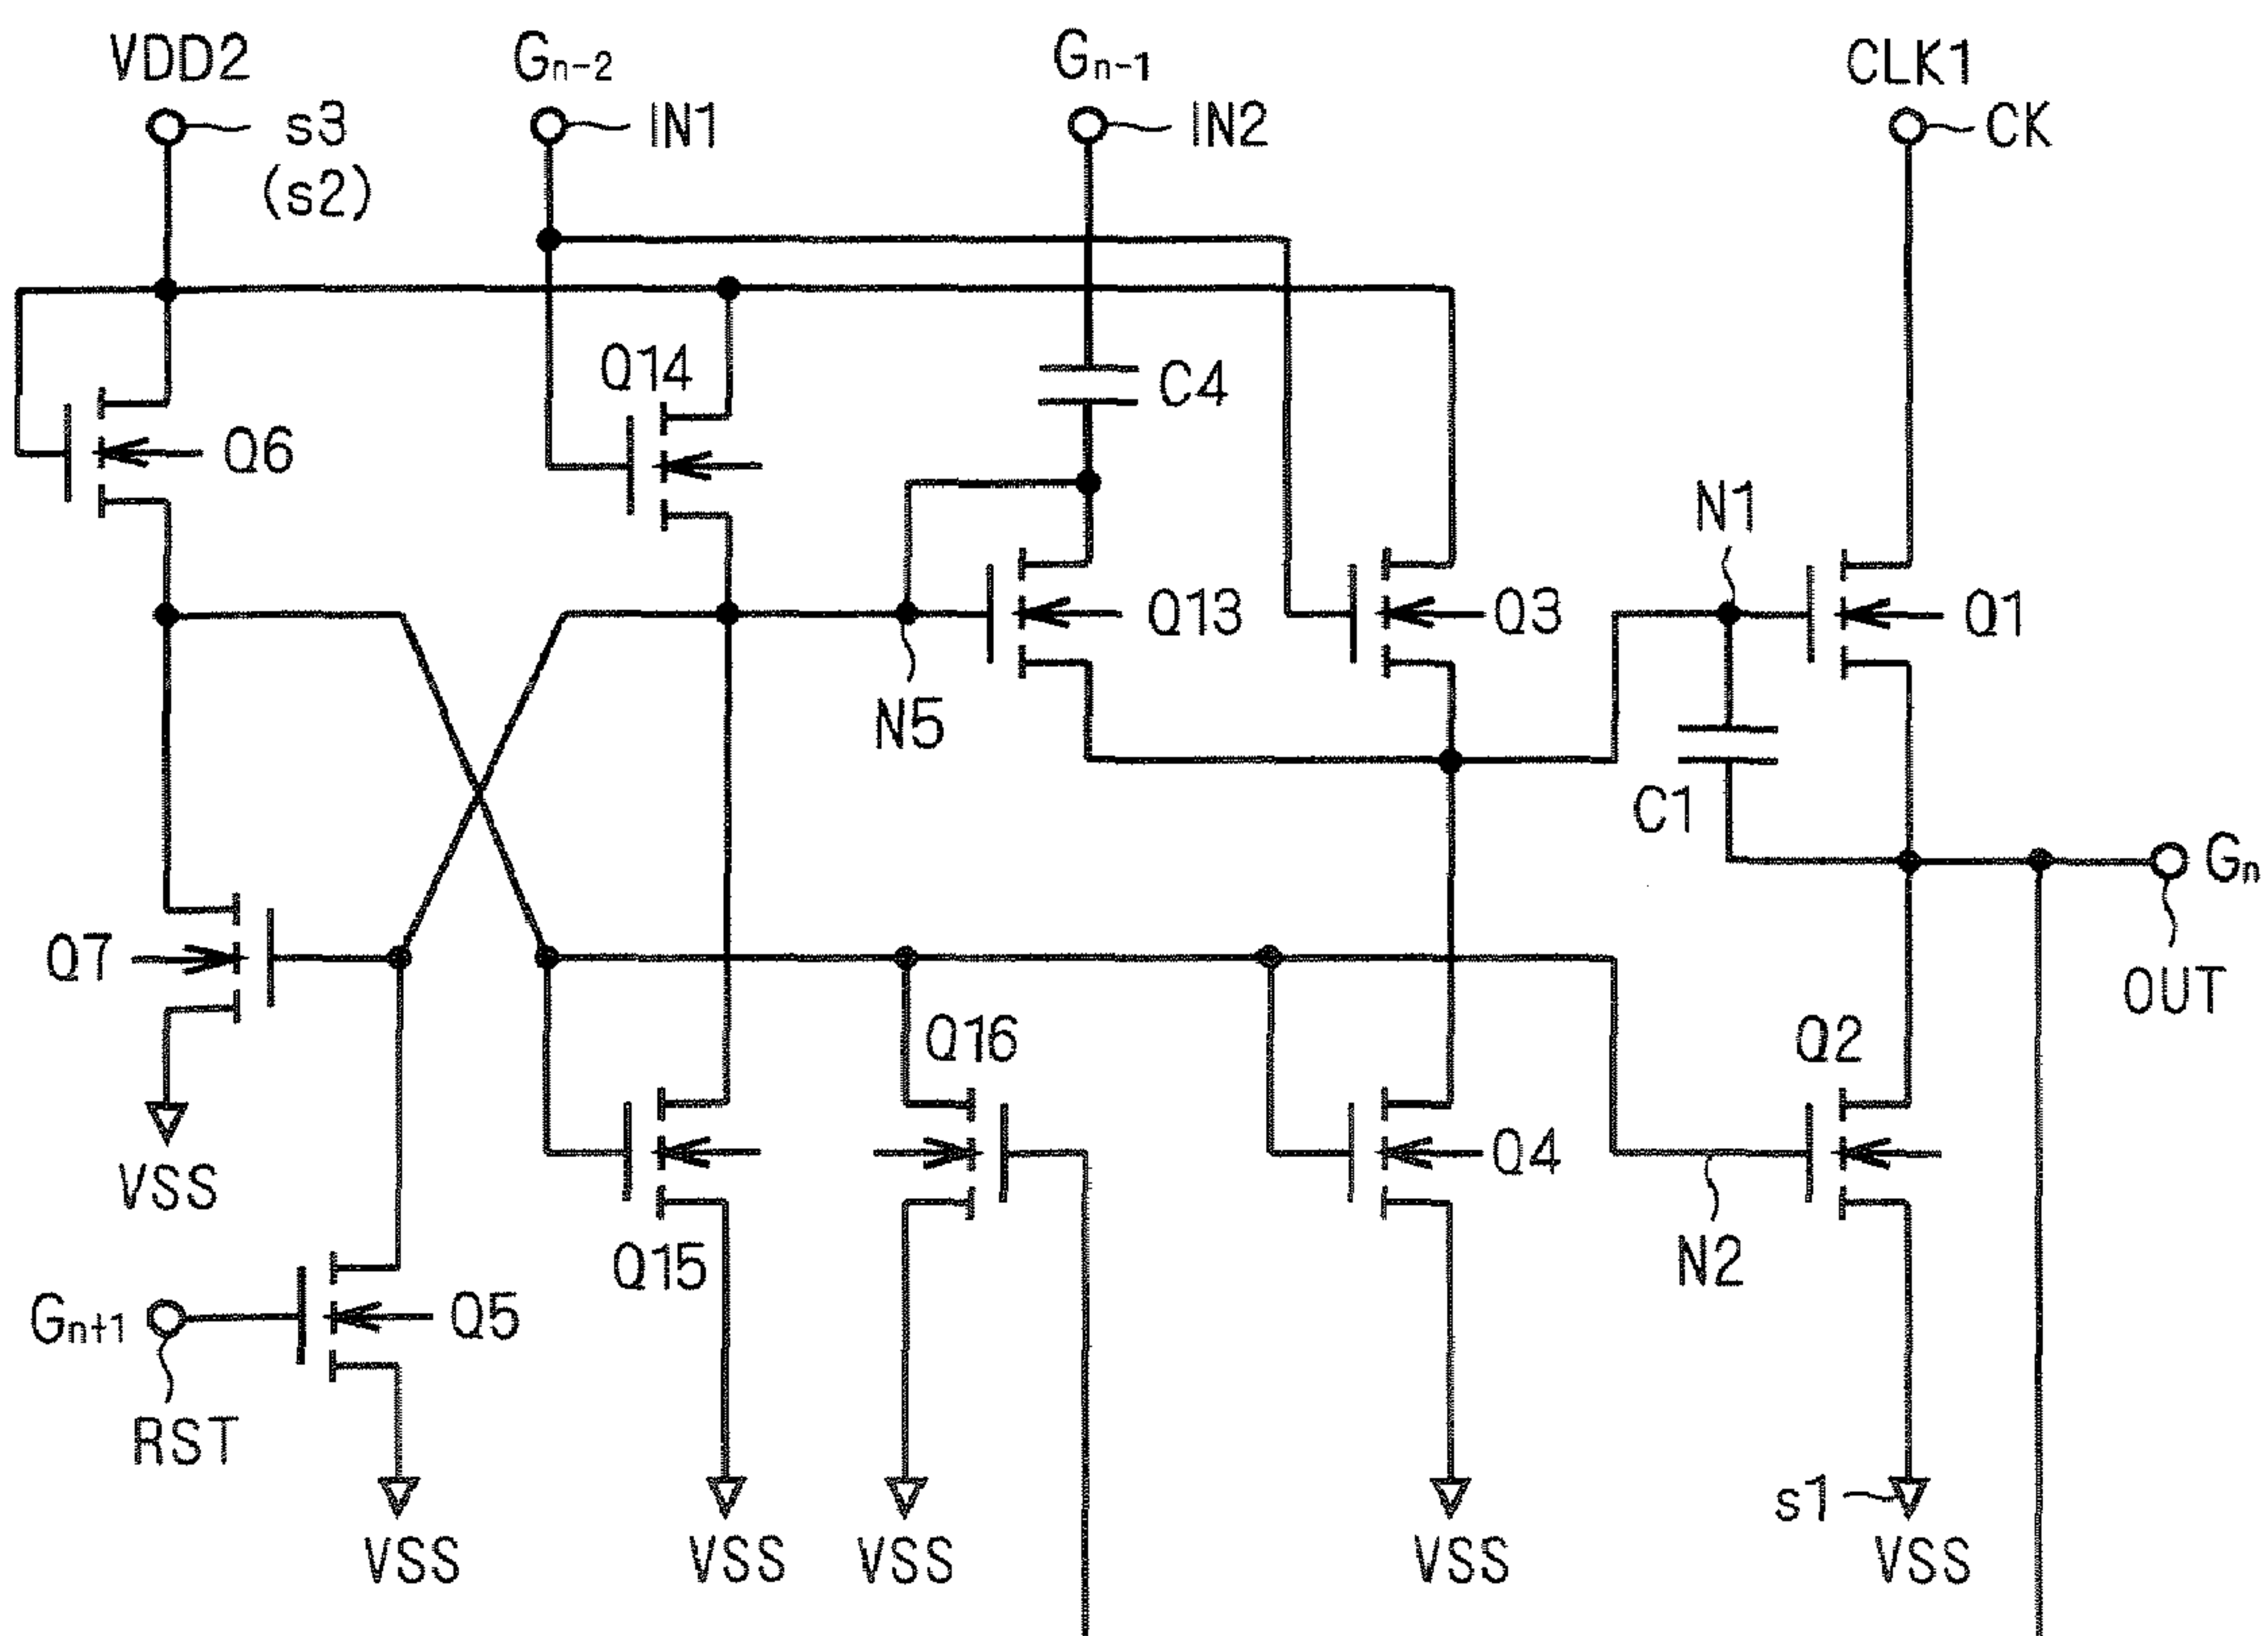 VDD2
Gn-2
Gn-1
CLK1
s3
(s2)
IN1
IN2
CK
Q14
C4
Q6
N1
Q13
Q3
Q1
N5
C1
Gn
Q7
OUT
Q16
Q2
Q4
VSS
N2
Q15
Gn+1
Q5
RST
s1
VSS
VSS
VSS
VSS
VSS